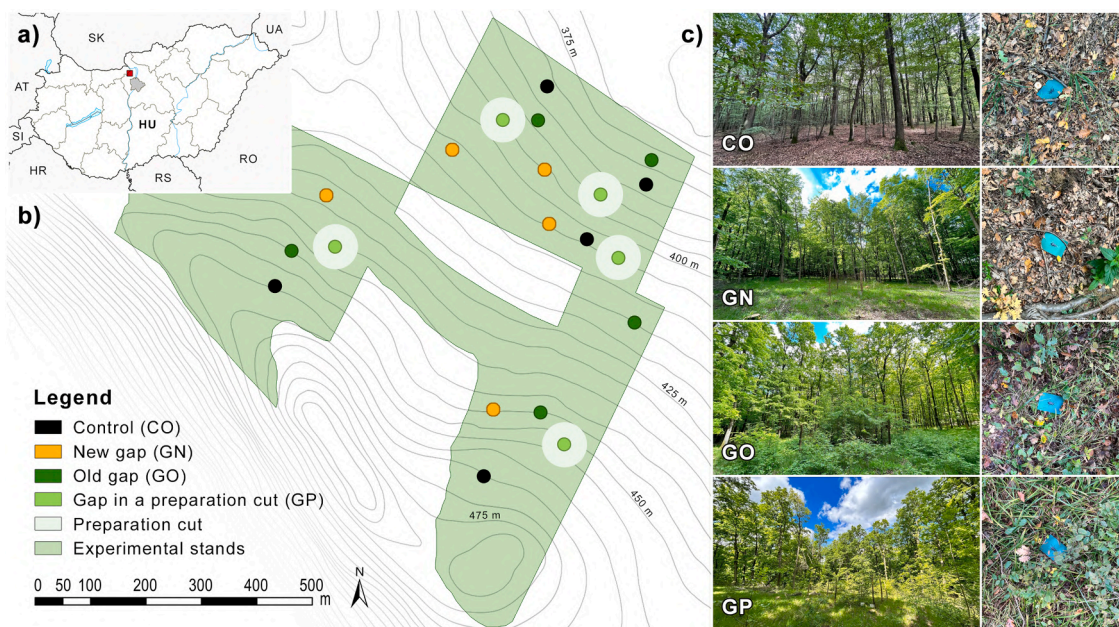 a)
SK
UA
AT
HU
SI
HR
RS
RO
b)
375 m
400 m
425 m
450 m
475 m
Legend
Control (CO)
New gap (GN)
Old gap (GO)
Gap in a preparation cut (GP)
Preparation cut
Experimental stands
0 50 100 200 300 400 500
m
N
c)
CO
GN
GO
GP